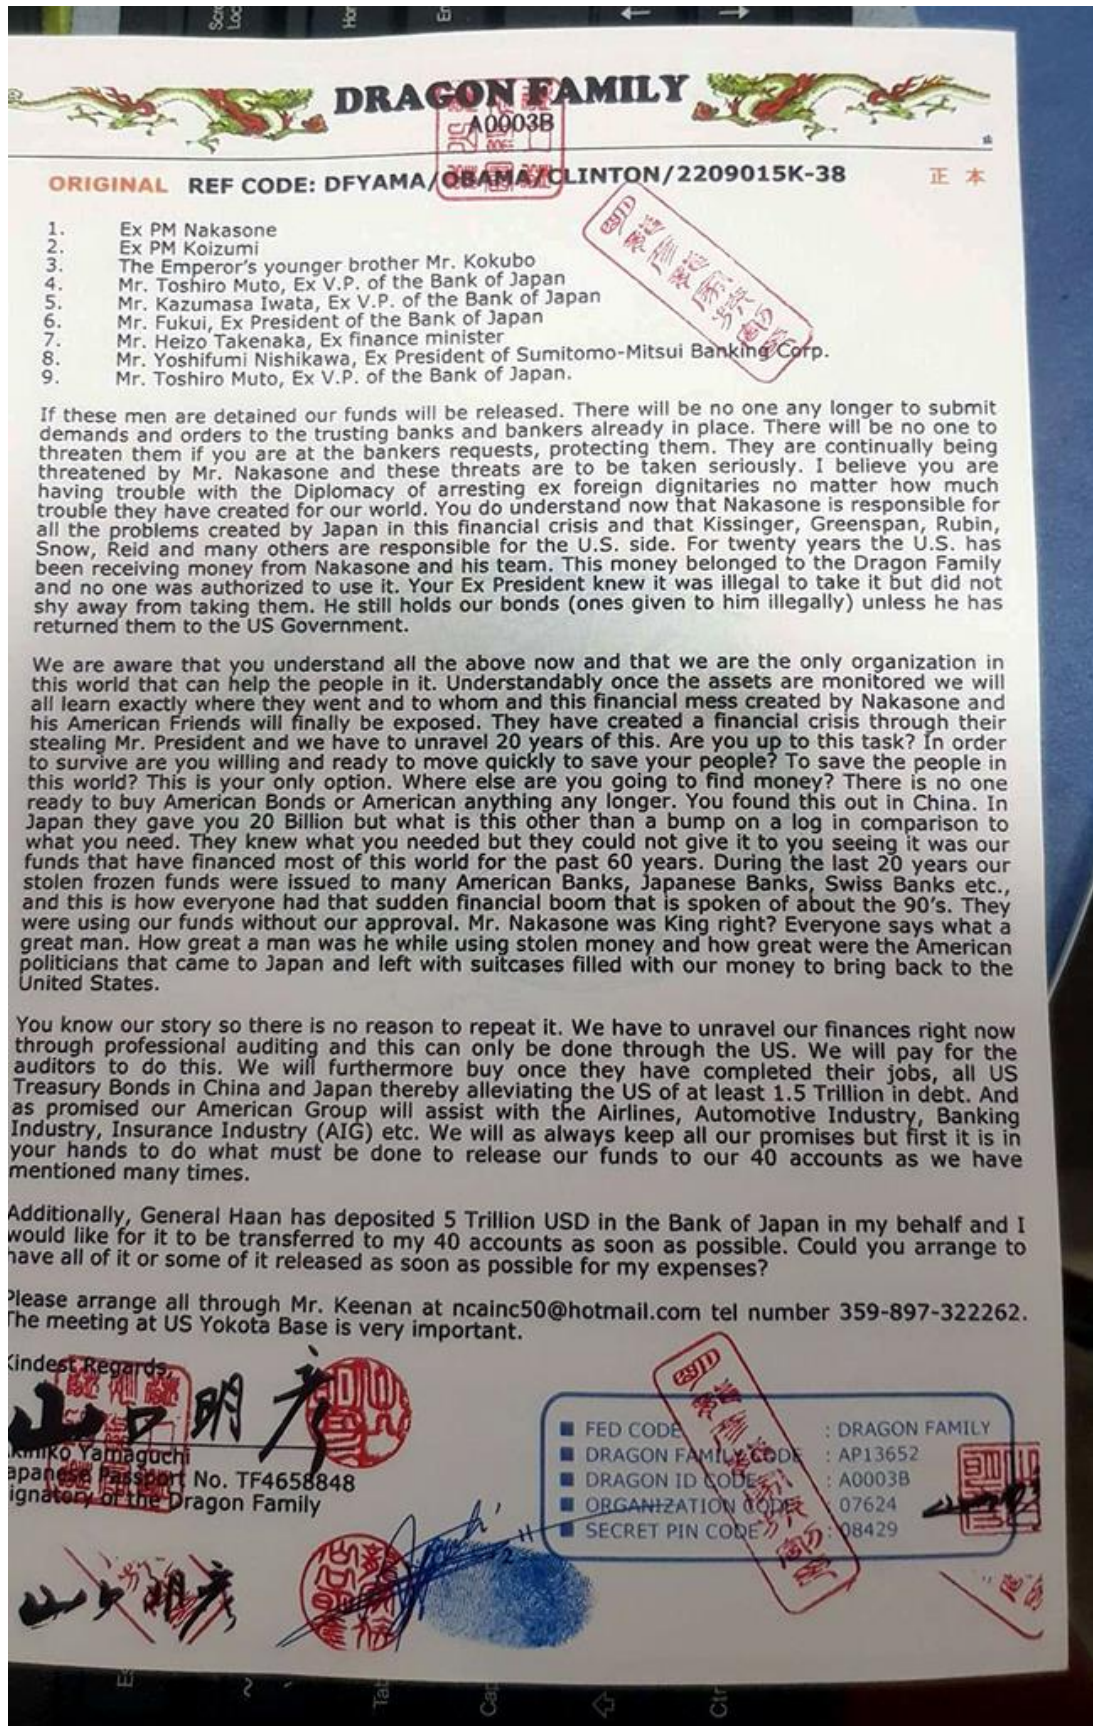 DRAGON FAMILY
A0003B
ORIGINAL REF CODE: DFYAMA/OBAMA/CLINTON/2209015K-38 正 本
1. Ex PM Nakasone
2. Ex PM Koizumi
3. The Emperor's younger brother Mr. Kokubo
4. Mr. Toshiro Muto, Ex V.P. of the Bank of Japan
5. Mr. Kazumasa Iwata, Ex V.P. of the Bank of Japan
6. Mr. Fukui, Ex President of the Bank of Japan
7. Mr. Heizo Takenaka, Ex finance minister
8. Mr. Yoshifumi Nishikawa, Ex President of Sumitomo-Mitsui Banking Corp.
9. Mr. Toshiro Muto, Ex V.P. of the Bank of Japan.
If these men are detained our funds will be released. There will be no one any longer to submit
demands and orders to the trusting banks and bankers already in place. There will be no one to
threaten them if you are at the bankers requests, protecting them. They are continually being
threatened by Mr. Nakasone and these threats are to be taken seriously. I believe you are
having trouble with the Diplomacy of arresting ex foreign dignitaries no matter how much
trouble they have created for our world. You do understand now that Nakasone is responsible for
all the problems created by Japan in this financial crisis and that Kissinger, Greenspan, Rubin,
Snow, Reid and many others are responsible for the U.S. side. For twenty years the U.S. has
been receiving money from Nakasone and his team. This money belonged to the Dragon Family
and no one was authorized to use it. Your Ex President knew it was illegal to take it but did not
shy away from taking them. He still holds our bonds (ones given to him illegally) unless he has
returned them to the US Government.
We are aware that you understand all the above now and that we are the only organization in
this world that can help the people in it. Understandably once the assets are monitored we will
all learn exactly where they went and to whom and this financial mess created by Nakasone and
his American Friends will finally be exposed. They have created a financial crisis through their
stealing Mr. President and we have to unravel 20 years of this. Are you up to this task? In order
to survive are you willing and ready to move quickly to save your people? To save the people in
this world? This is your only option. Where else are you going to find money? There is no one
ready to buy American Bonds or American anything any longer. You found this out in China. In
Japan they gave you 20 Billion but what is this other than a bump on a log in comparison to
what you need. They knew what you needed but they could not give it to you seeing it was our
funds that have financed most of this world for the past 60 years. During the last 20 years our
stolen frozen funds were issued to many American Banks, Japanese Banks, Swiss Banks etc.,
and this is how everyone had that sudden financial boom that is spoken of about the 90's. They
were using our funds without our approval. Mr. Nakasone was King right? Everyone says what a
great man. How great a man was he while using stolen money and how great were the American
politicians that came to Japan and left with suitcases filled with our money to bring back to the
United States.
You know our story so there is no reason to repeat it. We have to unravel our finances right now
through professional auditing and this can only be done through the US. We will pay for the
auditors to do this. We will furthermore buy once they have completed their jobs, all US
Treasury Bonds in China and Japan thereby alleviating the US of at least 1.5 Trillion in debt. And
as promised our American Group will assist with the Airlines, Automotive Industry, Banking
Industry, Insurance Industry (AIG) etc. We will as always keep all our promises but first it is in
your hands to do what must be done to release our funds to our 40 accounts as we have
mentioned many times.
Additionally, General Haan has deposited 5 Trillion USD in the Bank of Japan in my behalf and I
would like for it to be transferred to my 40 accounts as soon as possible. Could you arrange to
have all of it or some of it released as soon as possible for my expenses?
Please arrange all through Mr. Keenan at ncainc50@hotmail.com tel number 359-897-322262.
The meeting at US Yokota Base is very important.
Kindest Regards,
山口明彦
kihiko Yamaguchi
apanese Passport No. TF4658848
ignatory of the Dragon Family
FED CODE : DRAGON FAMILY
DRAGON FAMILY CODE : AP13652
DRAGON ID CODE : A0003B
ORGANIZATION CODE : 07624
SECRET PIN CODE : 08429
山口明彦